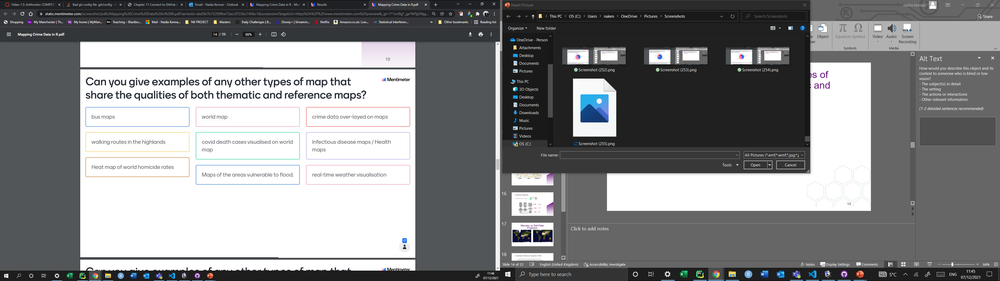 Video 1.5: Arithmetic: COMP517
Bad git config file .git/config - S
Chapter 11 Connect to GitHub |
Email - Nadia Kennar - Outlook
Mapping Crime Data in R - Men
Results
Mapping Crime Data in R.pdf
static.mentimeter.com/screenshot/pdfs/Mapping%20Crime%20Data%20in%20R.pdf?seriesId=ded3b7b72209fbe73acc9723bc740bc1&screenshotTargetUrl=https%3A%2F%2Fwww.mentimeter.com%2Fpreview&_gl=1*1ori8g*_ga*MTg5Njg...
Shopping
My Manchester | Th...
My home | MyMan...
Teaching – Blackbo...
Mail - Nadia Kenna...
N8 PROJECT
Masters
Daily Challenges | B...
Disney+ | Streamin...
Netflix
Amazon.co.uk: Low...
Statistical Interferen...
»
Other bookmarks
Reading list
Mapping Crime Data in R.pdf
14 / 25
50%
10
Can you give examples of any other types of map that
share the qualities of both thematic and reference maps?
Mentimeter
bus maps
world map
crime data over-layed on maps
walking routes in the highlands
covid death cases visualised on world
map
Infectious disease maps / Health
maps
Heat map of world homicide rates
Maps of the areas vulnerable to flood.
real-time weather visualisation
17
Can you give examples of any other types of map that
Mentimeter
11:46
07/12/2021
Insert Picture
This PC
OS (C:)
Users
naken
OneDrive
Pictures
Screenshots
Search Screenshots
Organize
New folder
OneDrive - Person
Attachments
Desktop
Documents
Pictures
This PC
3D Objects
Desktop
Documents
Downloads
Music
Pictures
Videos
OS (C:)
Screenshot (252).png
Screenshot (253).png
Screenshot (254).png
Screenshot (255).png
File name:
All Pictures (*.emf;*.wmf;*.jpg;*.j
Tools
Open
Cancel
nadia kennar
Share
Object
Equation
Symbol
Video
Audio
Screen
Recording
Symbols
Media
Alt Text
How would you describe this object and its
context to someone who is blind or low
vision?
- The subject(s) in detail
- The setting
- The actions or interactions
- Other relevant information
(1-2 detailed sentences recommended)
es of
and
14
16
Projection Methods
17
Mercator vs Gall-Peter
Projection
18
Coordinate Reference Systems (CRS)
Click to add notes
Slide 14 of 22
English (United Kingdom)
Accessibility: Investigate
Notes
Display Settings
Comments
64%
Type here to search
5°C
ENG
11:45
07/12/2021